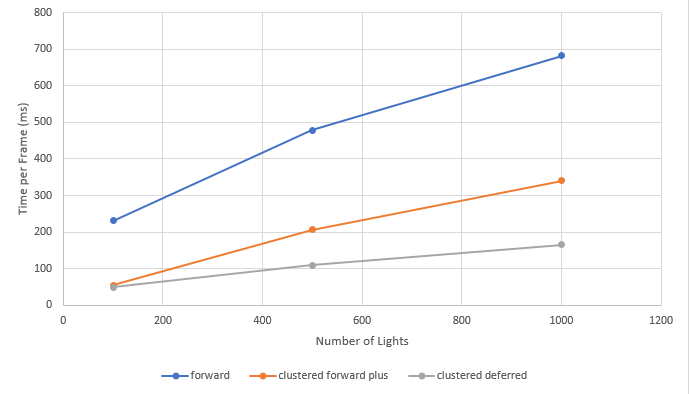 800
700
600
500
400
300
200
100
0
Time per Frame (ms)
0 200 400 600 800 1000 1200
Number of Lights
forward clustered forward plus clustered deferred